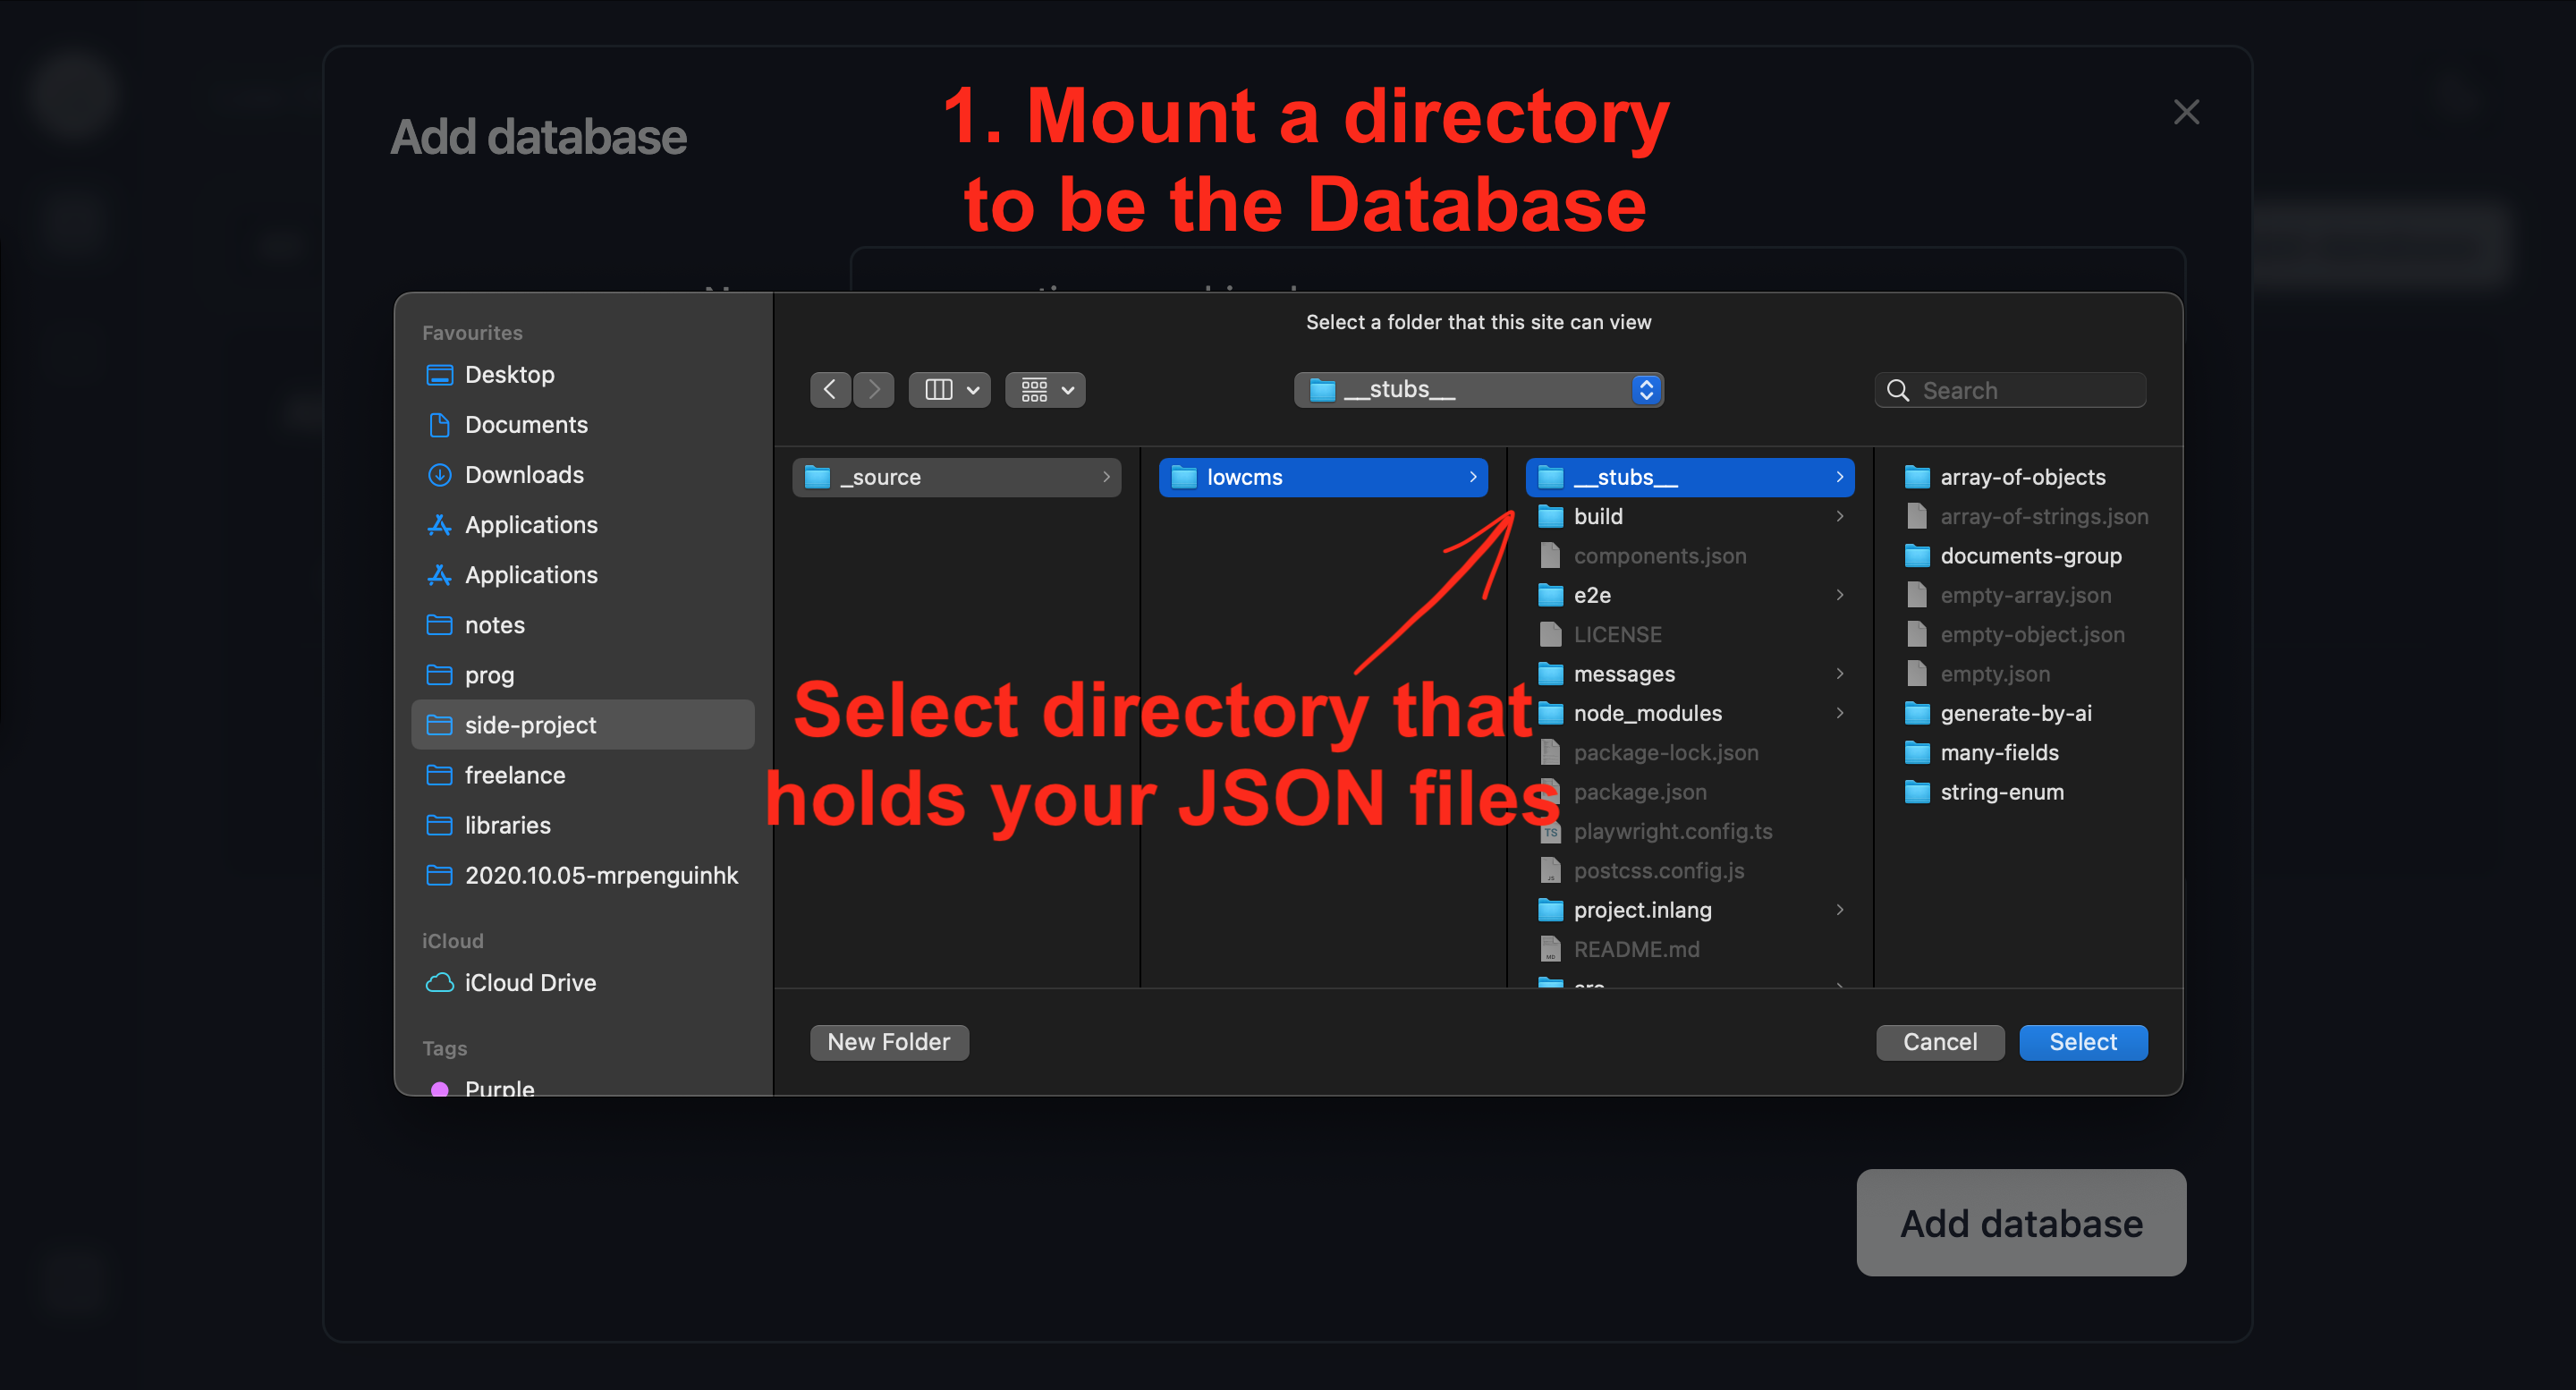 Add database
1. Mount a directory
to be the Database
Select a folder that this site can view
Favourites
Desktop
Documents
Downloads
Applications
Applications
notes
prog
side-project
freelance
libraries
2020.10.05-mrpenguinhk
iCloud
iCloud Drive
Tags
Purple
__stubs__
Search
_source
lowcms
__stubs__
build
components.json
e2e
LICENSE
messages
node_modules
package-lock.json
package.json
playwright.config.ts
postcss.config.js
project.inlang
README.md
array-of-objects
array-of-strings.json
documents-group
empty-array.json
empty-object.json
empty.json
generate-by-ai
many-fields
string-enum
Select directory that
holds your JSON files
New Folder
Cancel
Select
Add database